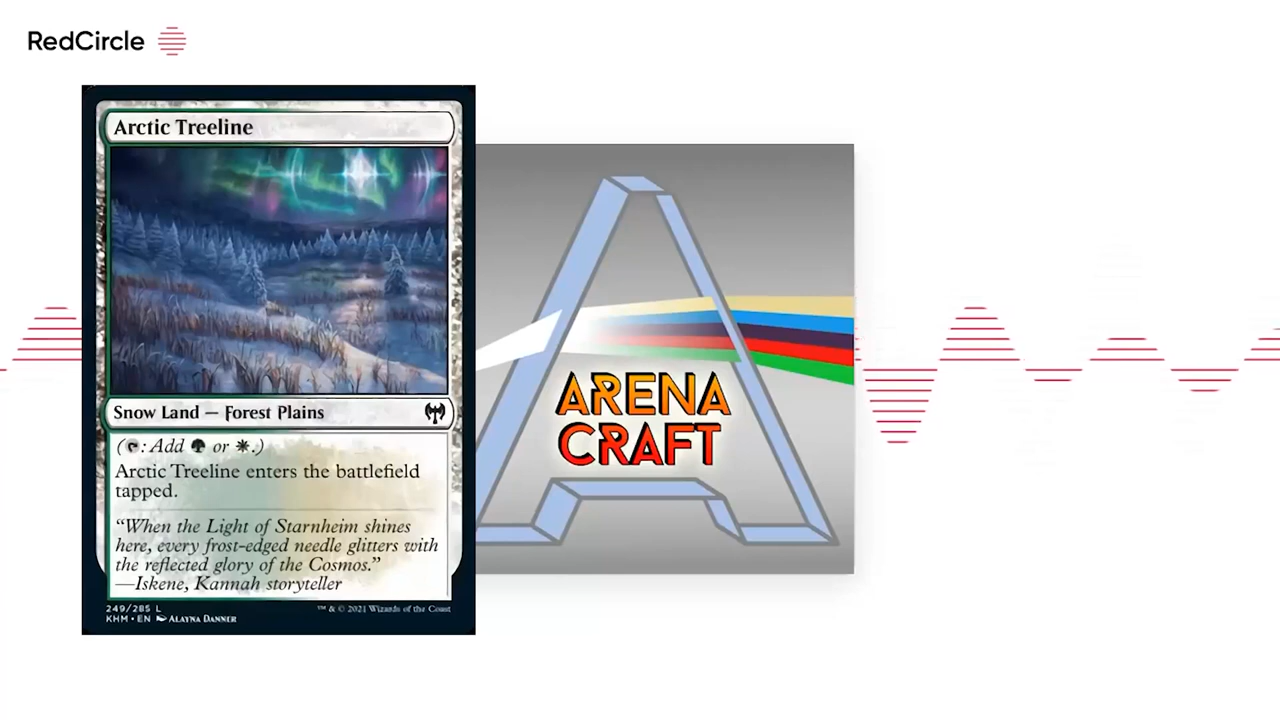 RedCircle
Arctic Treeline
Snow Land — Forest Plains
(: Add or .)
Arctic Treeline enters the battlefield
tapped.
“When the Light of Starnheim shines
here, every frost-edged needle glitters with
the reflected glory of the Cosmos.”
—Iskene, Kannah storyteller
249/285 L
KHM • EN ALAYNA DANNER
™ & © 2021 Wizards of the Coast
ARENA
CRAFT